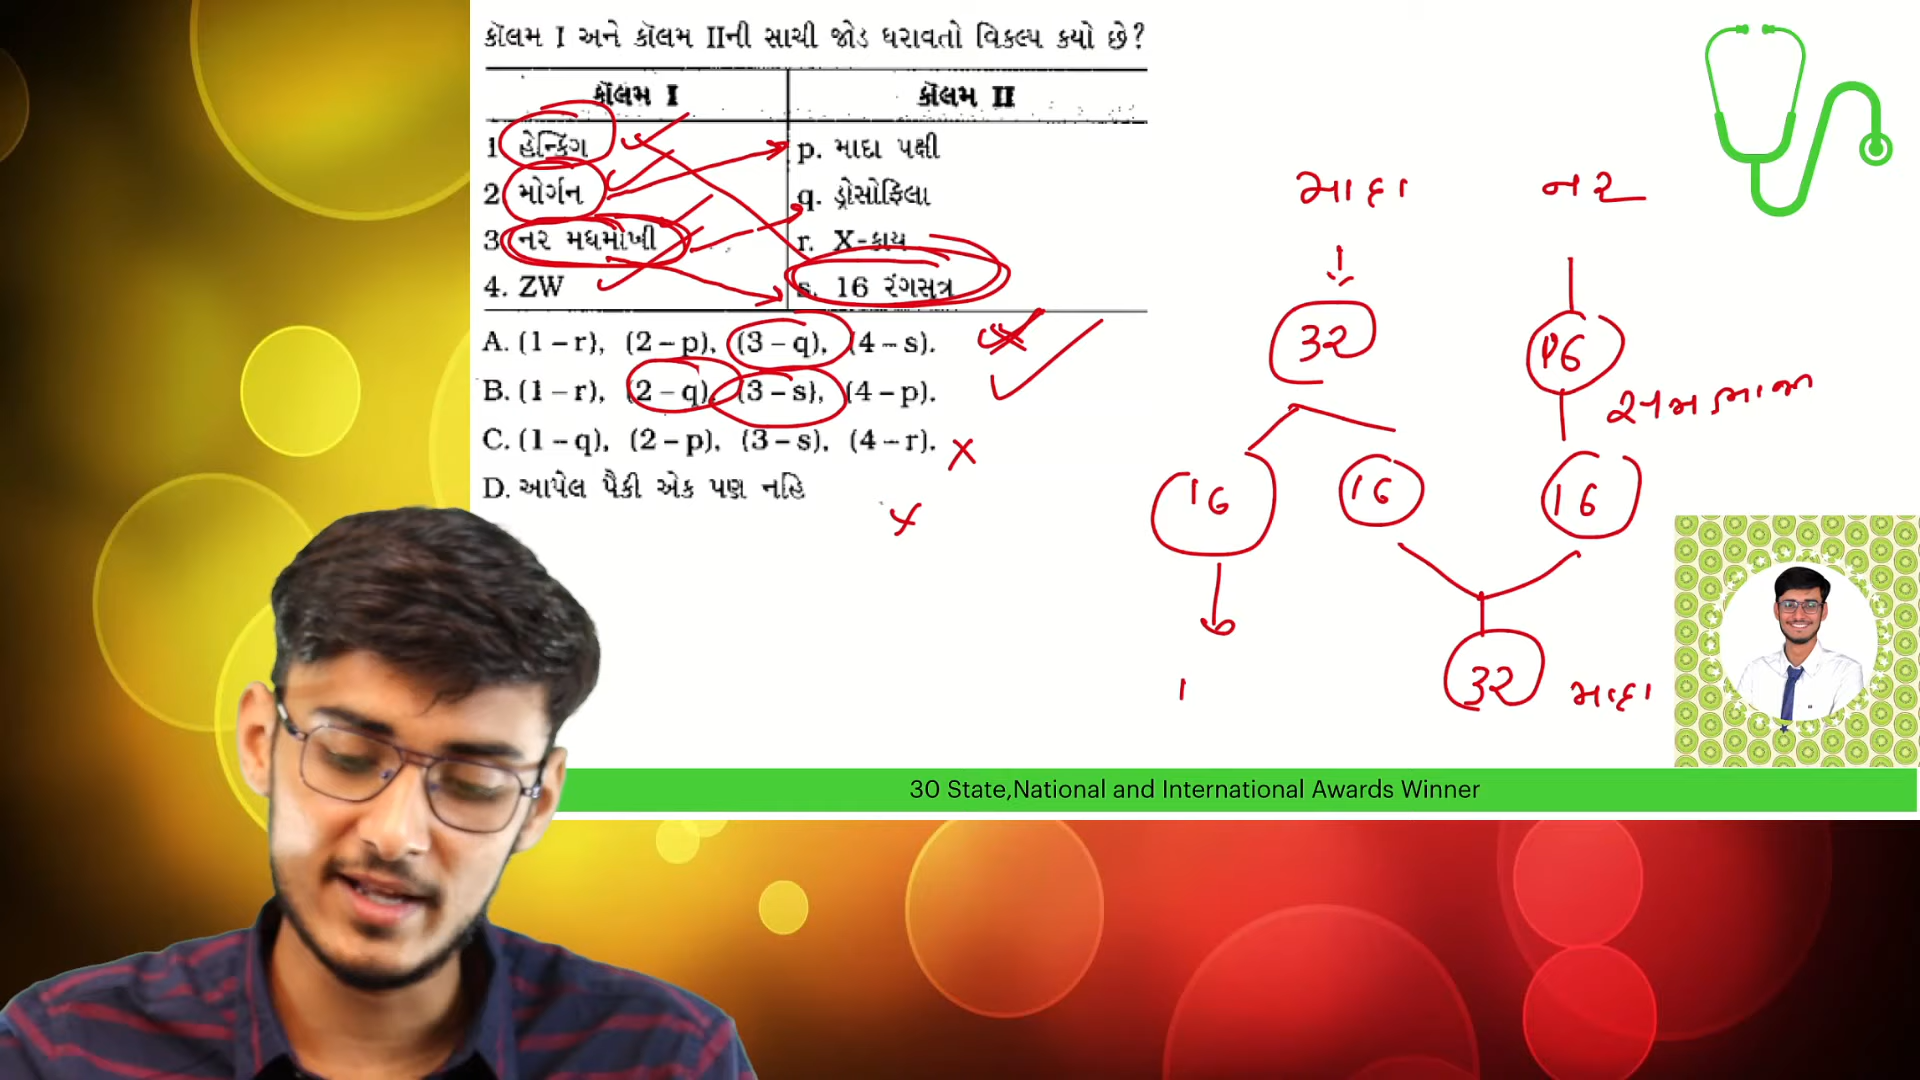 કૉલમ I અને કૉલમ IIની સાચી જોડ ધરાવતો વિકલ્પ કયો છે?
કૉલમ I કૉલમ II
1 હેન્કિંગ p. માદા પક્ષી
2 મોર્ગન q. ડ્રોસોફિલા
3 નર મધમાખી r. X-કાય
4. ZW s. 16 રંગસૂત્ર
A. (1 – r), (2 – p), (3 – q), (4 – s).
B. (1 – r), (2 – q), (3 – s), (4 – p).
C. (1 – q), (2 – p), (3 – s), (4 – r).
D. આપેલ પૈકી એક પણ નહિ
માદા નર
32 16
સમભાજન
16 16 16
32 માદા
30 State,National and International Awards Winner